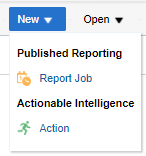 New Open
Published Reporting
Report Job
Actionable Intelligence
Action